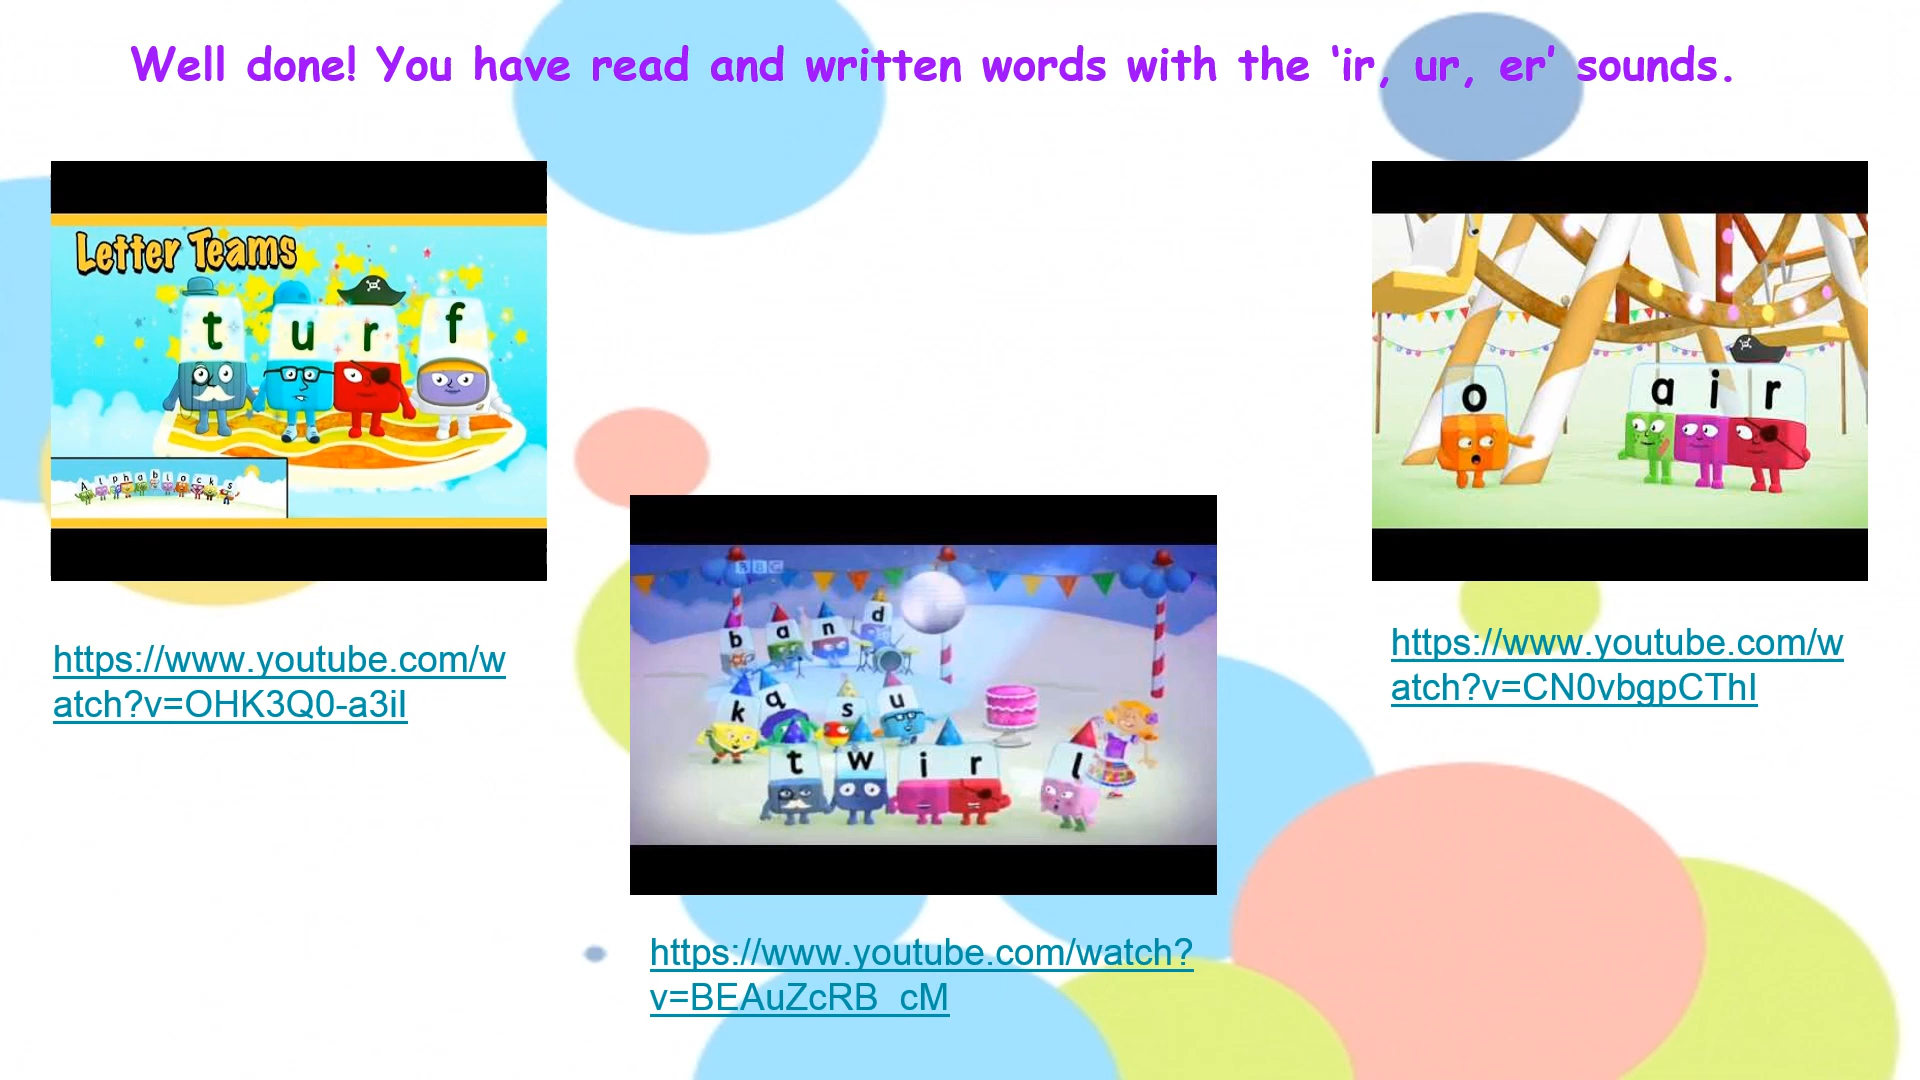 Well done! You have read and written words with the ‘ir, ur, er’ sounds.
Letter Teams
t u r f
A l p h a b l o c k s
https://www.youtube.com/w
atch?v=OHK3Q0-a3iI
o a i r
https://www.youtube.com/w
atch?v=CN0vbgpCThI
BBC
b a n d
k q s u
t w i r l
https://www.youtube.com/watch?
v=BEAuZcRB_cM